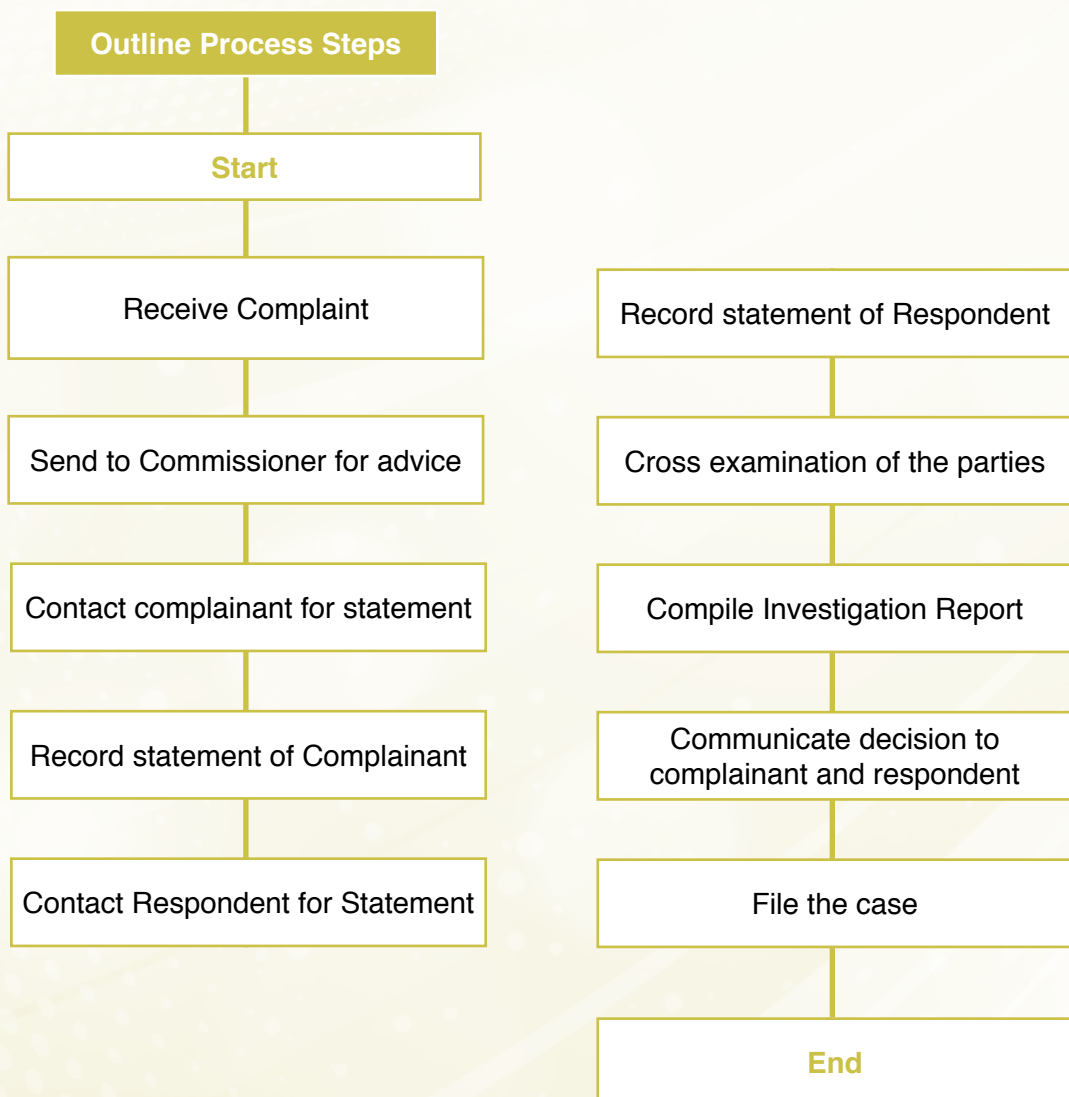 Outline Process Steps
Start
Receive Complaint
Send to Commissioner for advice
Contact complainant for statement
Record statement of Complainant
Contact Respondent for Statement
Record statement of Respondent
Cross examination of the parties
Compile Investigation Report
Communicate decision to
complainant and respondent
File the case
End